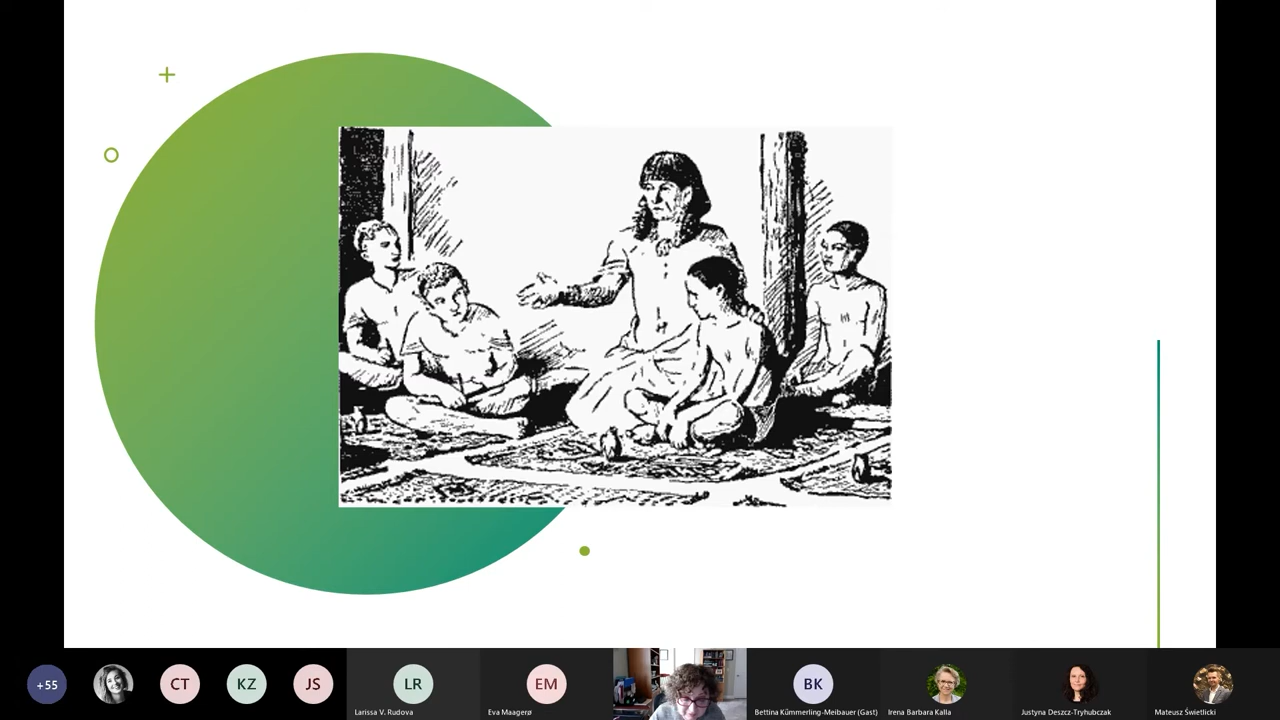 +55
CT
KZ
JS
LR
EM
BK
Larissa V. Rudova
Eva Maagerø
Bettina Kümmerling-Meibauer (Gast)
Irena Barbara Kalla
Justyna Deszcz-Tryhubczak
Mateusz Świetlicki